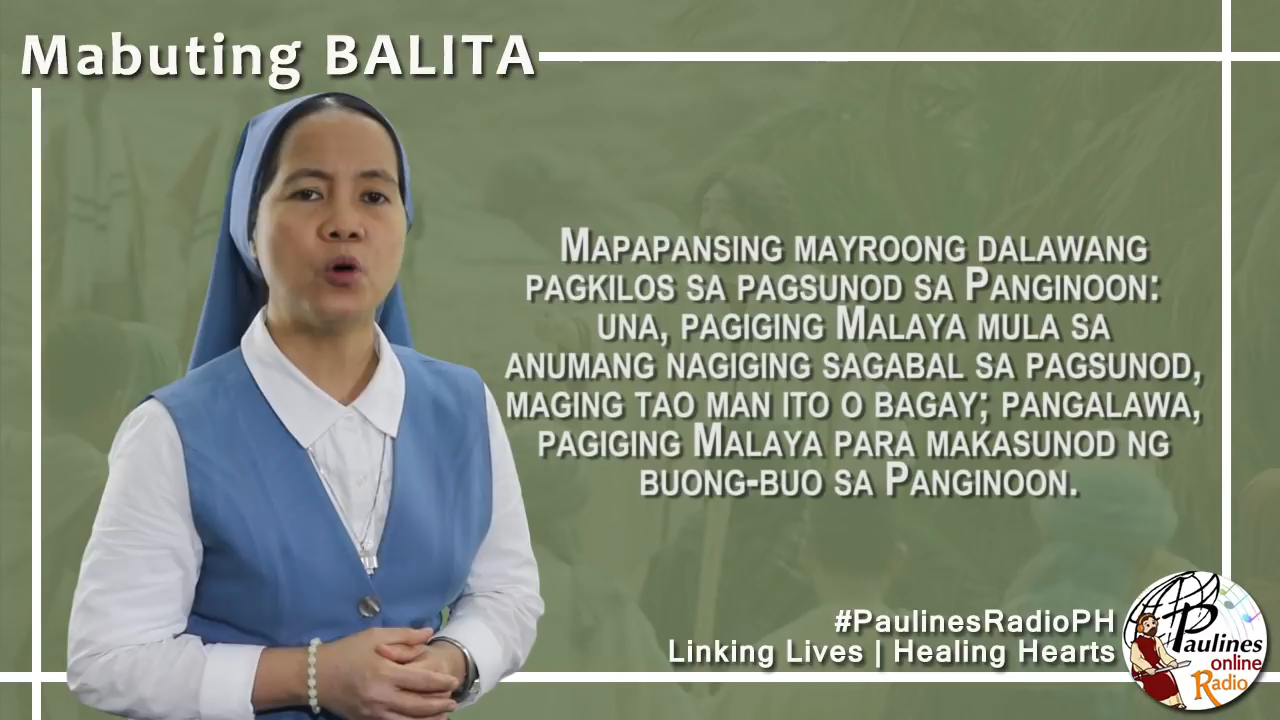 Mabuting BALITA
MAPAPANSING MAYROONG DALAWANG
PAGKILOS SA PAGSUNOD SA PANGINOON:
UNA, PAGIGING MALAYA MULA SA
ANUMANG NAGIGING SAGABAL SA PAGSUNOD,
MAGING TAO MAN ITO O BAGAY; PANGALAWA,
PAGIGING MALAYA PARA MAKASUNOD NG
BUONG-BUO SA PANGINOON.
#PaulinesRadioPH
Linking Lives | Healing Hearts
Paulines
online
Radio